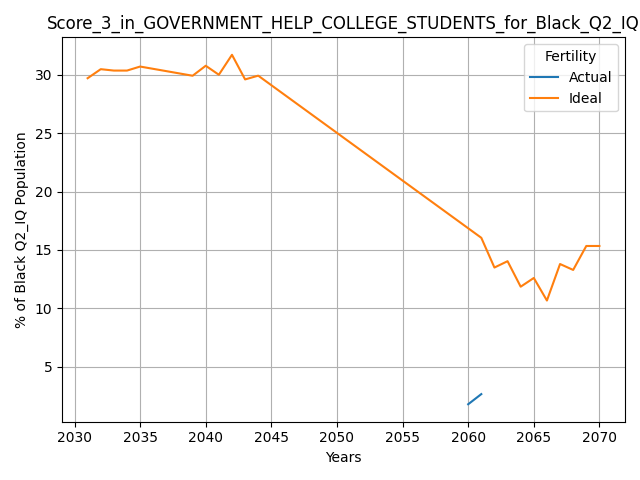 Score_3_in_GOVERNMENT_HELP_COLLEGE_STUDENTS_for_Black_Q2_IQ
Fertility
Actual
Ideal
% of Black Q2_IQ Population
30
25
20
15
10
5
2030 2035 2040 2045 2050 2055 2060 2065 2070
Years